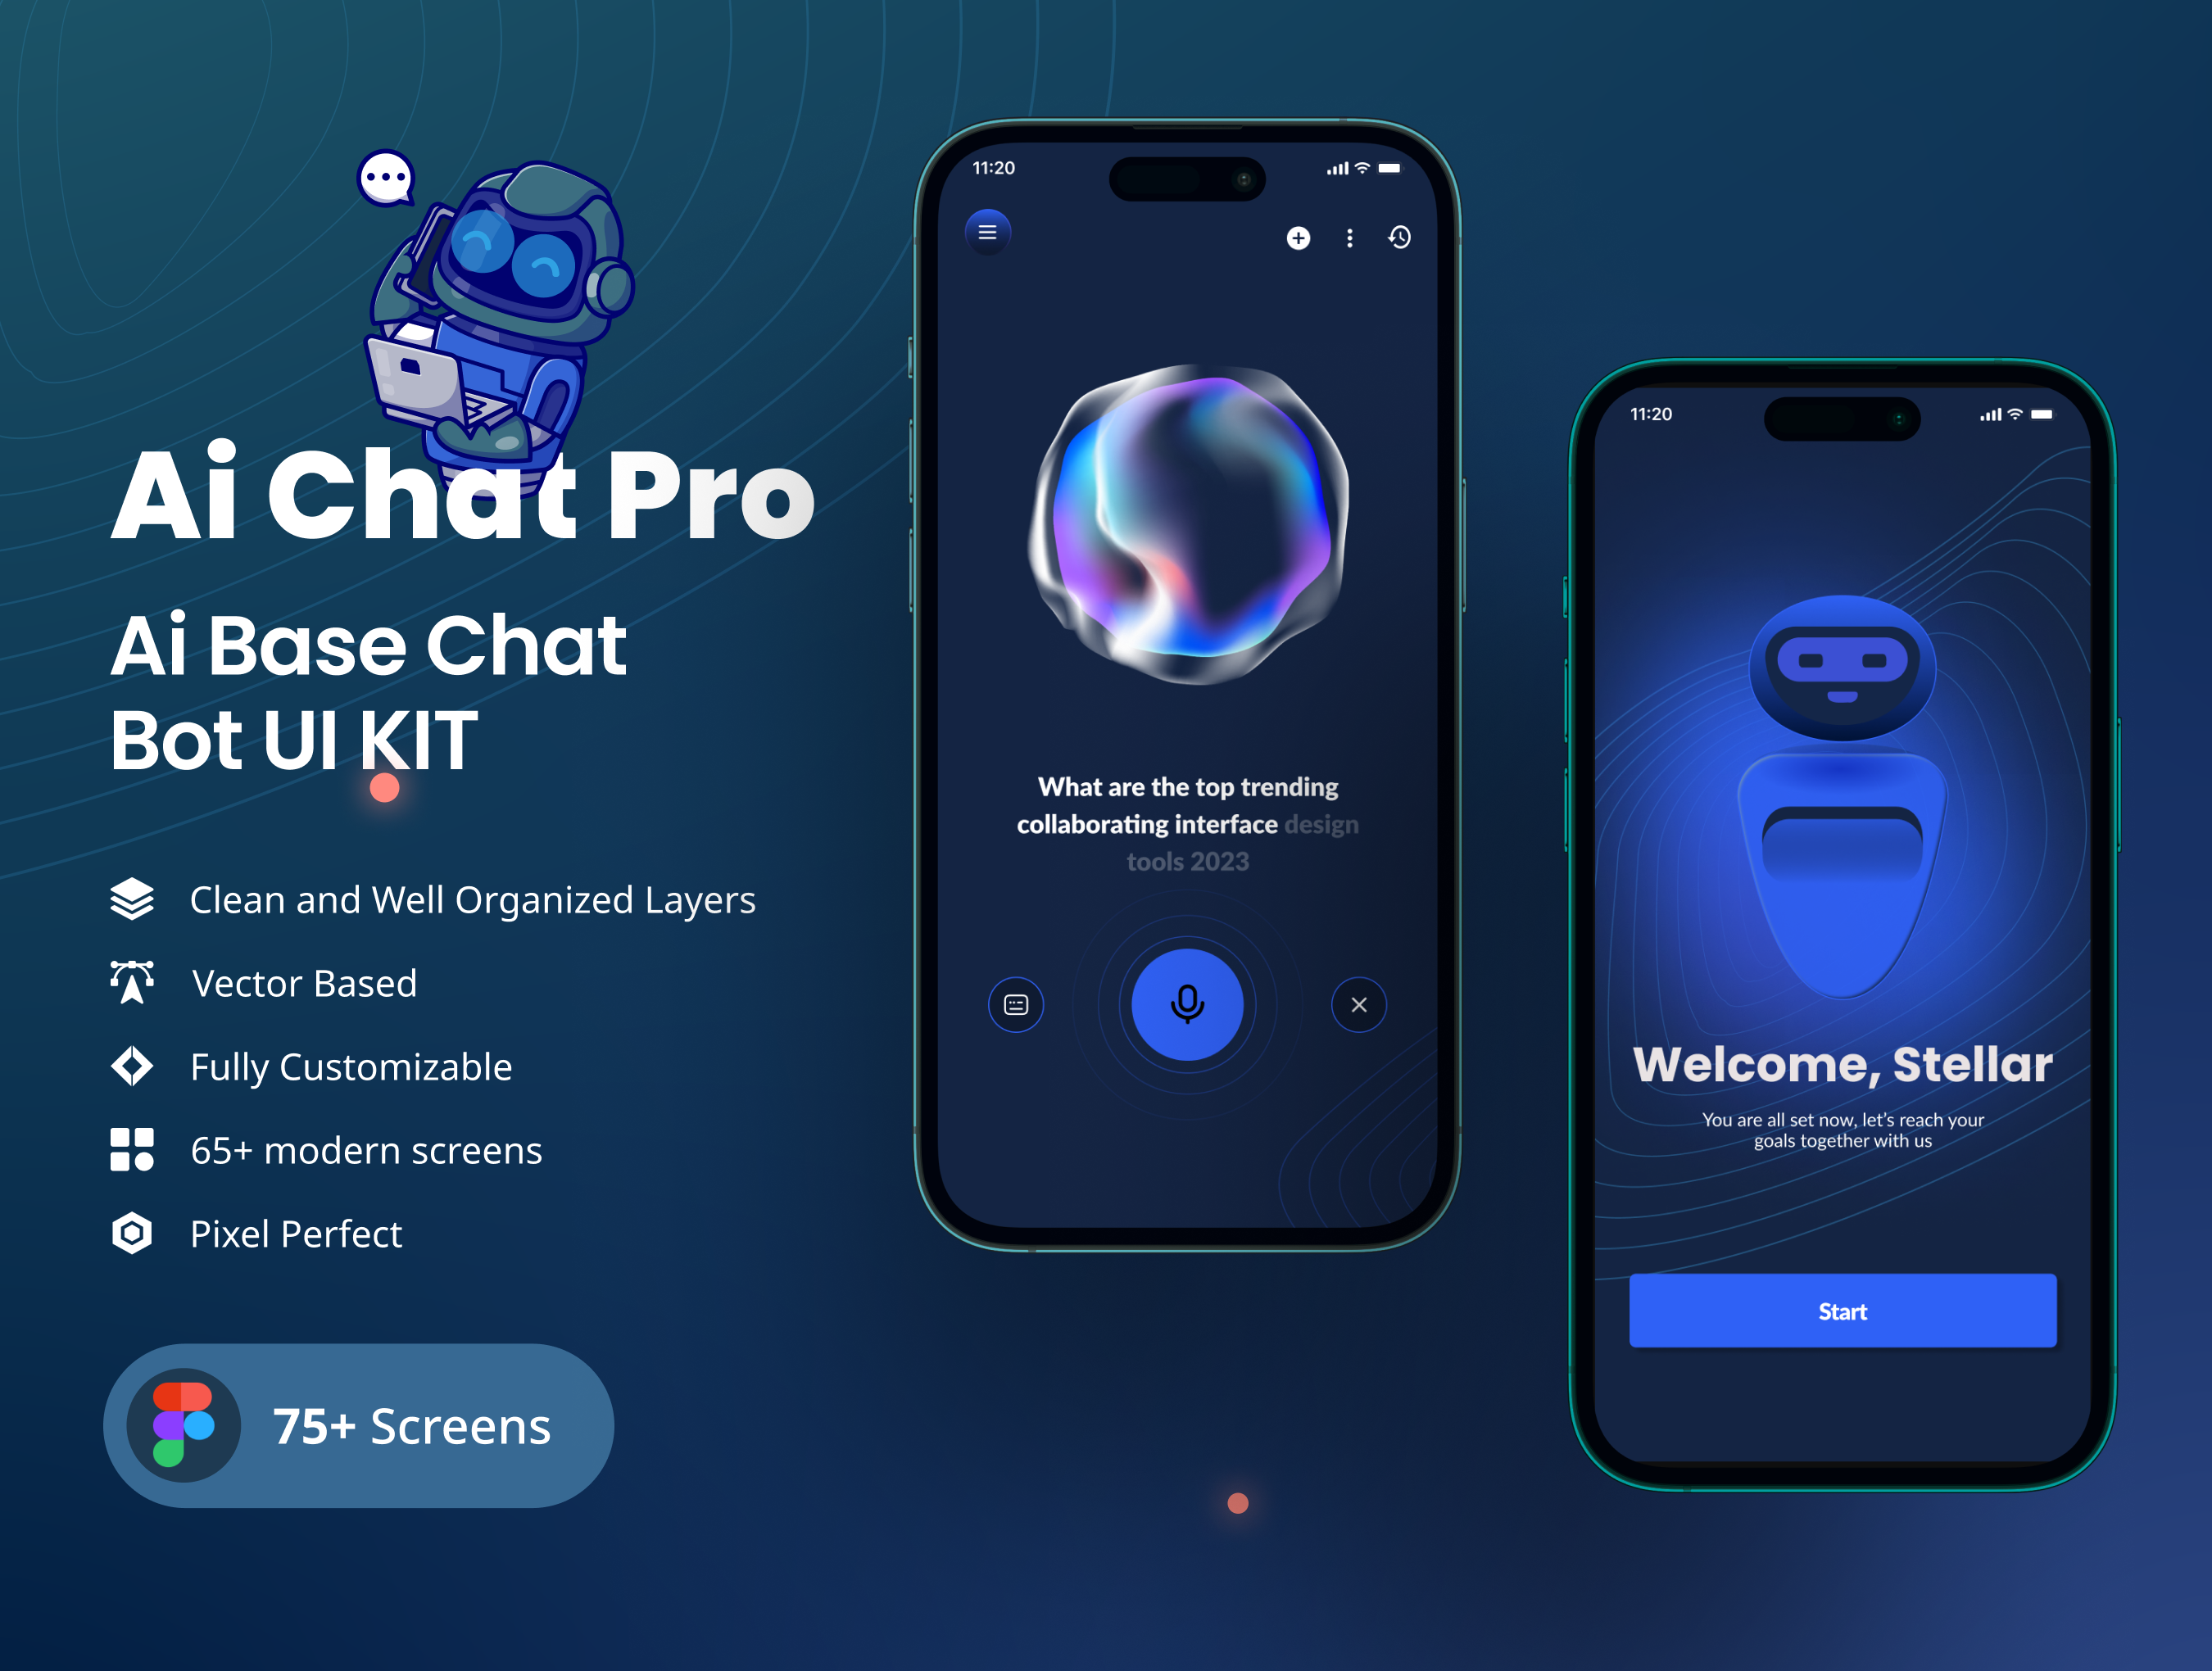 Ai Chat Pro
Ai Base Chat
Bot UI KIT
Clean and Well Organized Layers
Vector Based
Fully Customizable
65+ modern screens
Pixel Perfect
75+ Screens
11:20
What are the top trending
collaborating interface design
tools 2023
11:20
Welcome, Stellar
You are all set now, let's reach your
goals together with us
Start